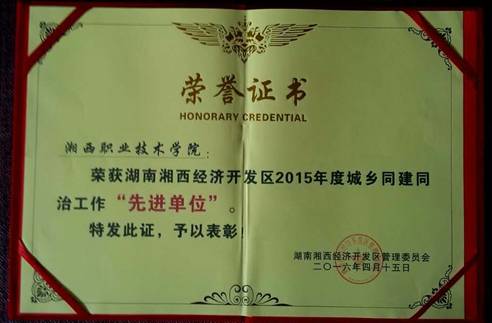 荣誉证书
HONORARY CREDENTIAL
湘西职业技术学院：
荣获湖南湘西经济开发区2015年度城乡同建同
治工作“先进单位”。
特发此证，予以表彰！
湖南湘西经济开发区管理委员会
二〇一六年四月十五日